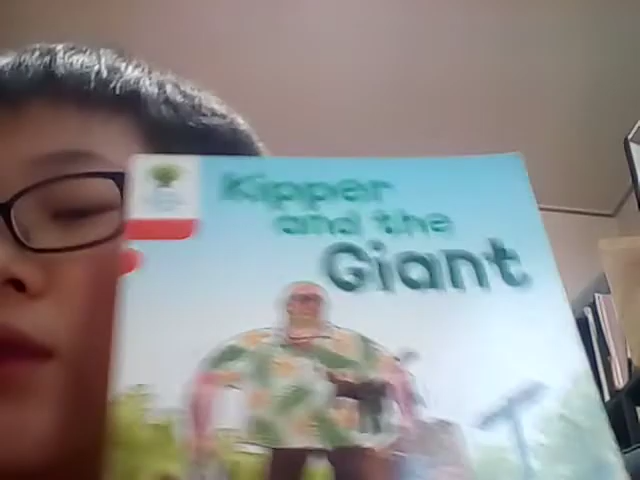 Kipper
and the
Giant